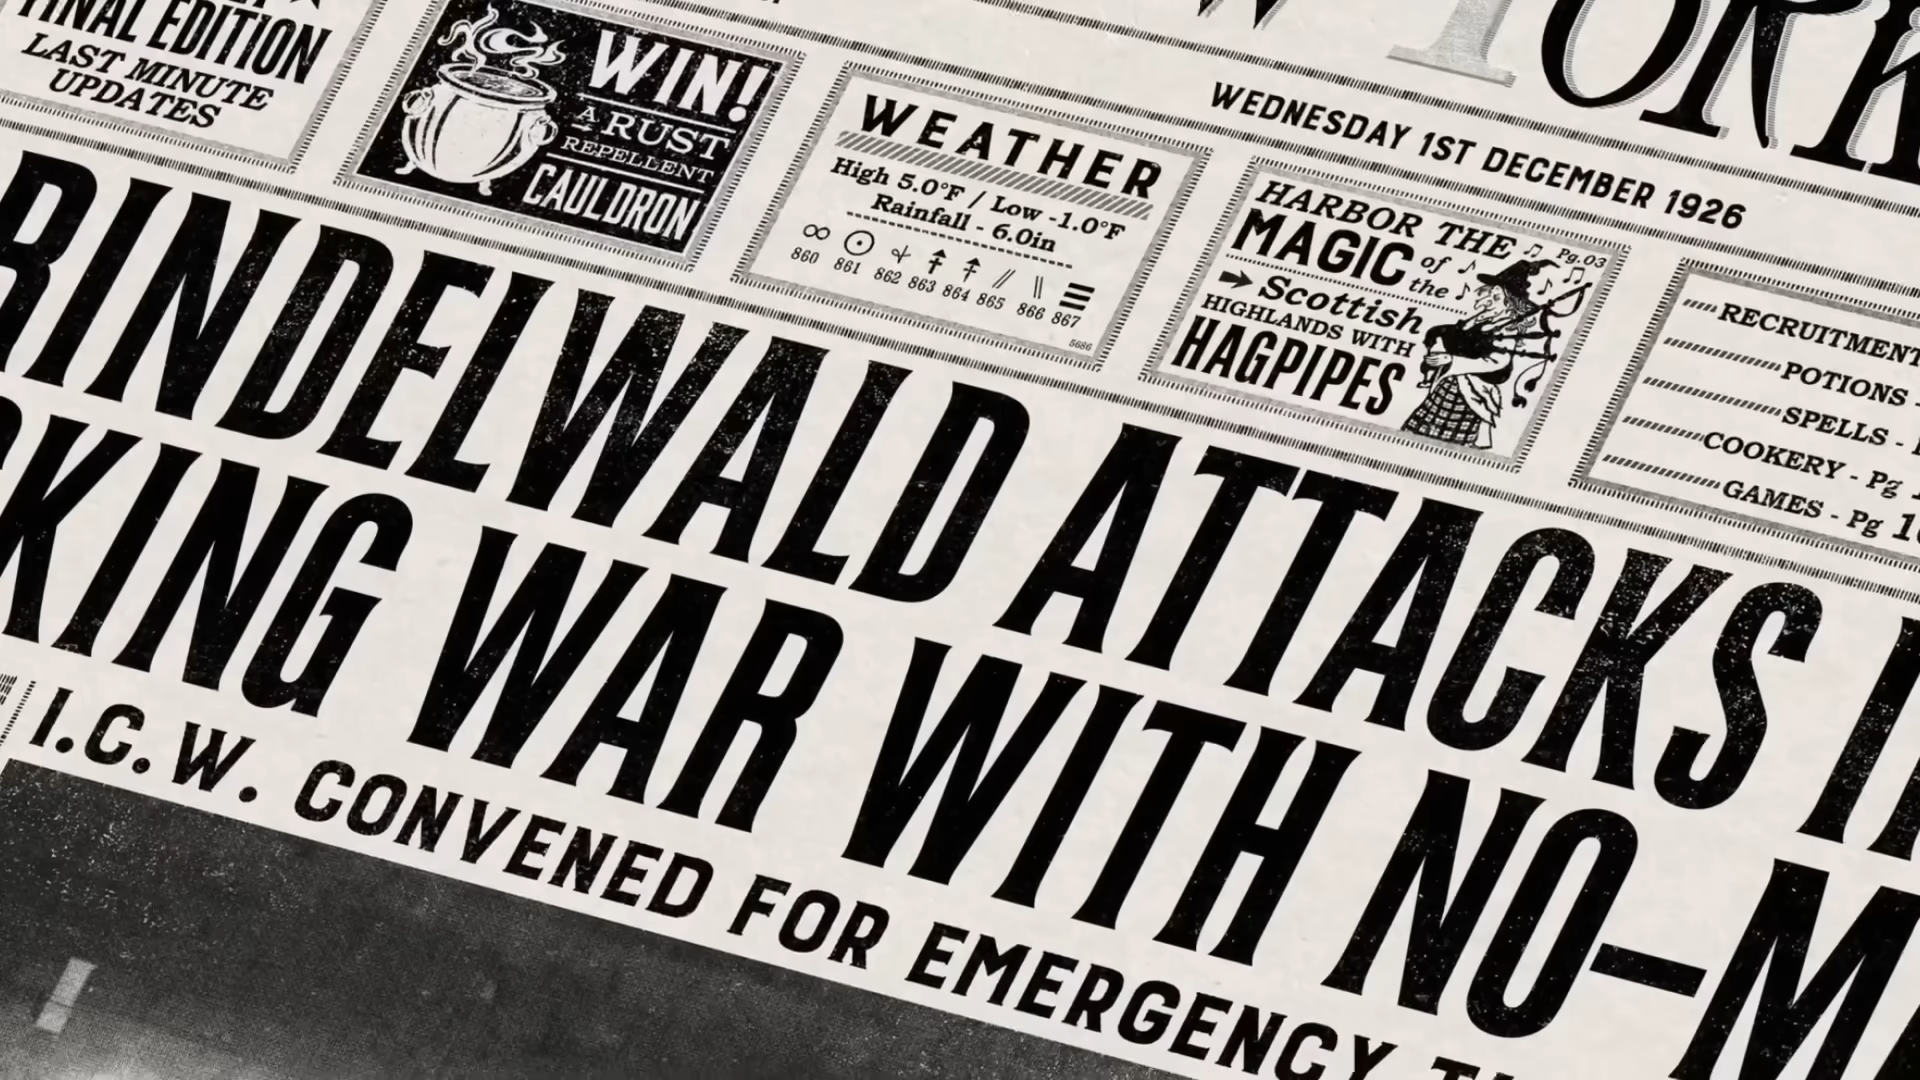 FINAL EDITION
LAST MINUTE
UPDATES
WIN!
A RUST
REPELLENT
CAULDRON
WEATHER
High 5.0°F / Low -1.0°F
Rainfall - 6.0in
860 861 862 863 864 865 866 867
5686
WEDNESDAY 1ST DECEMBER 1926
HARBOR THE
Pg.03
MAGIC of the
Scottish
HIGHLANDS WITH
HAGPIPES
RECRUITMENT
POTIONS -
SPELLS -
COOKERY - Pg
GAMES - Pg
RINDELWALD ATTACKS
KING WAR WITH NO-M
I.C.W. CONVENED FOR EMERGENCY